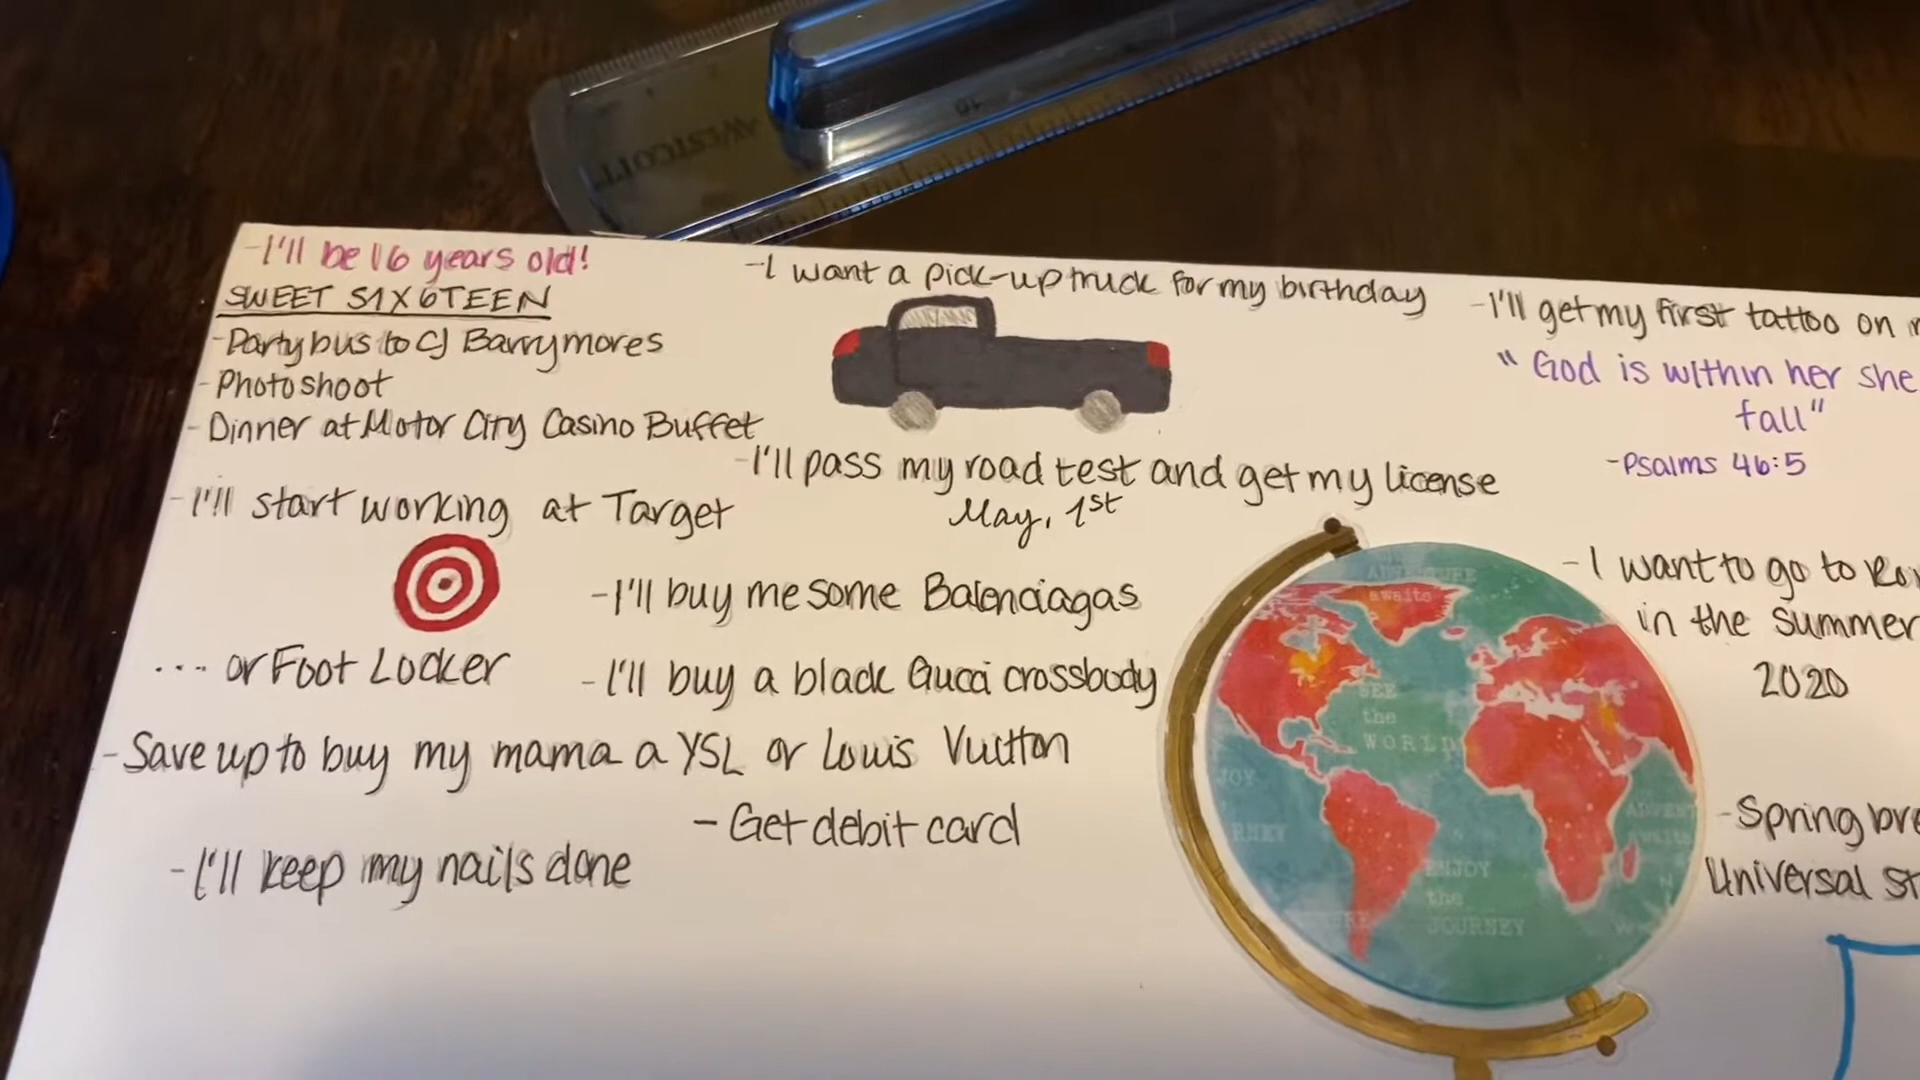 WESTCOTT
-I'll be 16 years old!
SWEET S1X6TEEN
-Party bus to CJ Barrymores
-Photoshoot
-Dinner at Motor City Casino Buffet
-I'll start working at Target
.... or Foot Locker
-Save up to buy my mama a YSL or Louis Vuitton
-Get debit card
-I'll keep my nails done
-I want a pick-up truck for my birthday
-I'll pass my road test and get my license
May, 1st
-I'll buy me some Balenciagas
-I'll buy a black Gucci crossbody
ADVENTURE
awaits
SEE
the
WORLD
ENJOY
the
JOURNEY
-I'll get my first tattoo on
"God is within her she
fall"
-Psalms 46:5
-I want to go to
in the summer
2020
-Spring
Universal